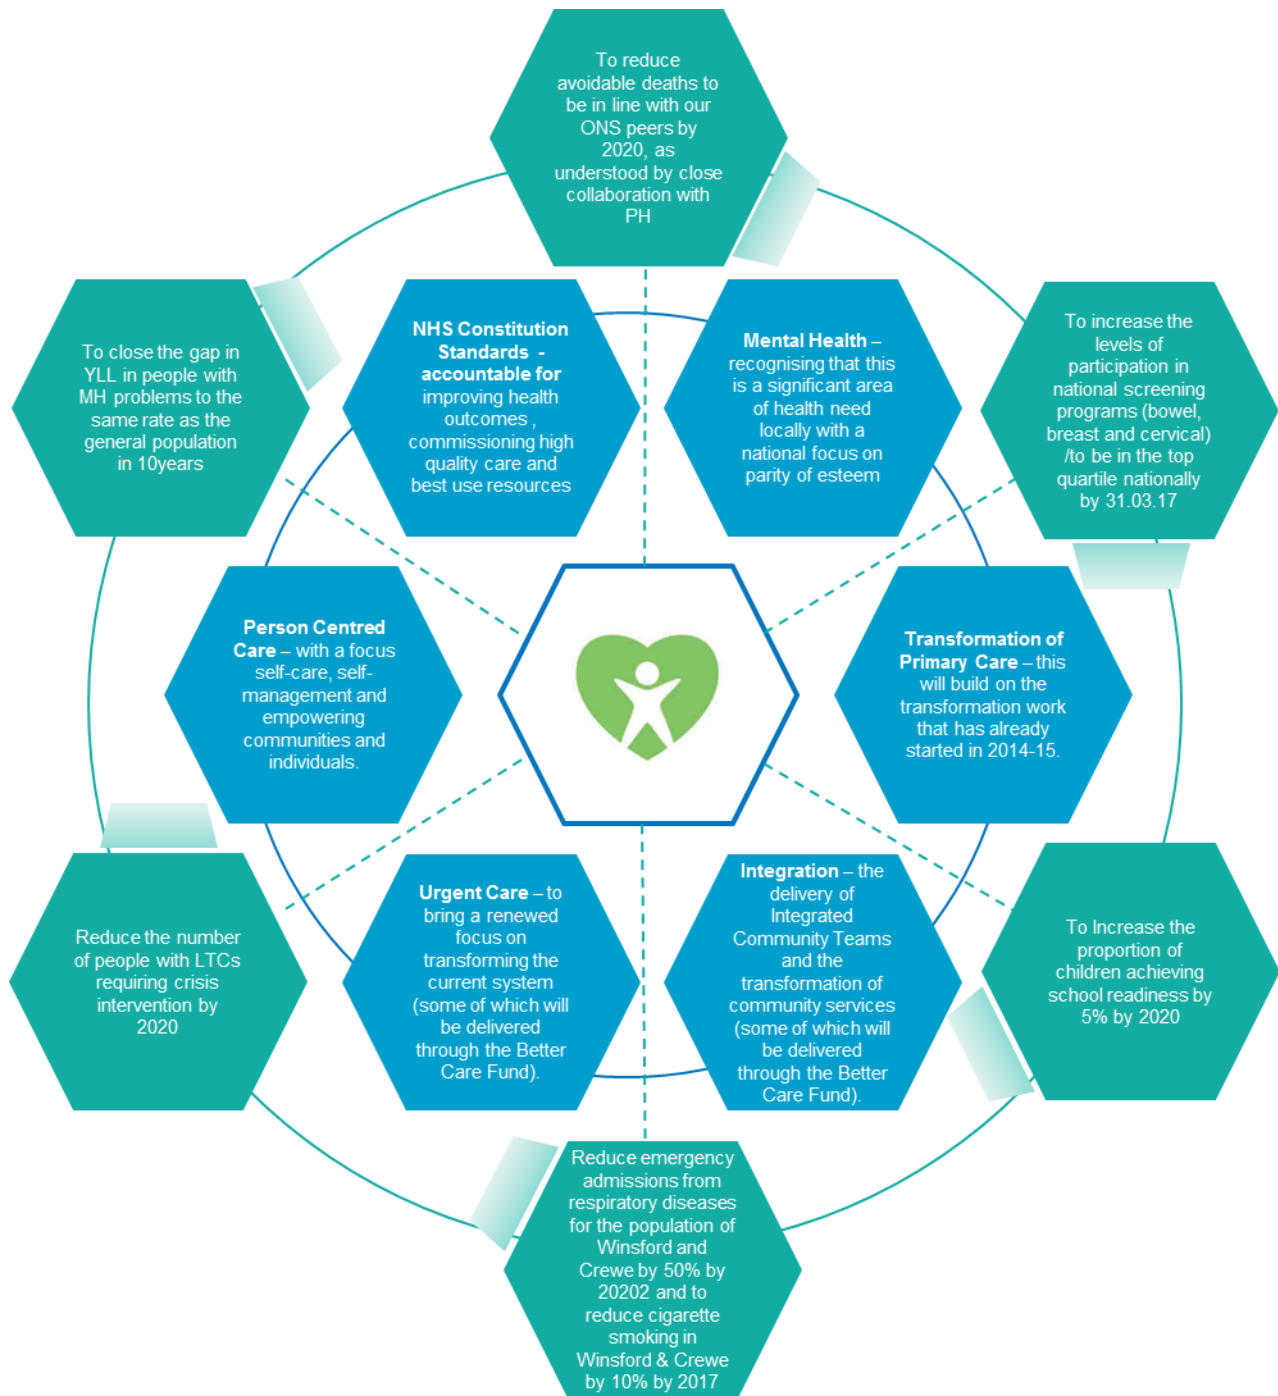 To reduce
avoidable deaths to
be in line with our
ONS peers by
2020, as
understood by close
collaboration with
PH
To close the gap in
YLL in people with
MH problems to the
same rate as the
general population
in 10years
NHS Constitution
Standards -
accountable for
improving health
outcomes ,
commissioning high
quality care and
best use resources
Mental Health –
recognising that this
is a significant area
of health need
locally with a
national focus on
parity of esteem
To increase the
levels of
participation in
national screening
programs (bowel,
breast and cervical)
/to be in the top
quartile nationally
by 31.03.17
Person Centred
Care – with a focus
self-care, self-
management and
empowering
communities and
individuals.
Transformation of
Primary Care – this
will build on the
transformation work
that has already
started in 2014-15.
Reduce the number
of people with LTCs
requiring crisis
intervention by
2020
Urgent Care – to
bring a renewed
focus on
transforming the
current system
(some of which will
be delivered
through the Better
Care Fund).
Integration – the
delivery of
Integrated
Community Teams
and the
transformation of
community services
(some of which will
be delivered
through the Better
Care Fund).
To Increase the
proportion of
children achieving
school readiness by
5% by 2020
Reduce emergency
admissions from
respiratory diseases
for the population of
Winsford and
Crewe by 50% by
20202 and to
reduce cigarette
smoking in
Winsford & Crewe
by 10% by 2017